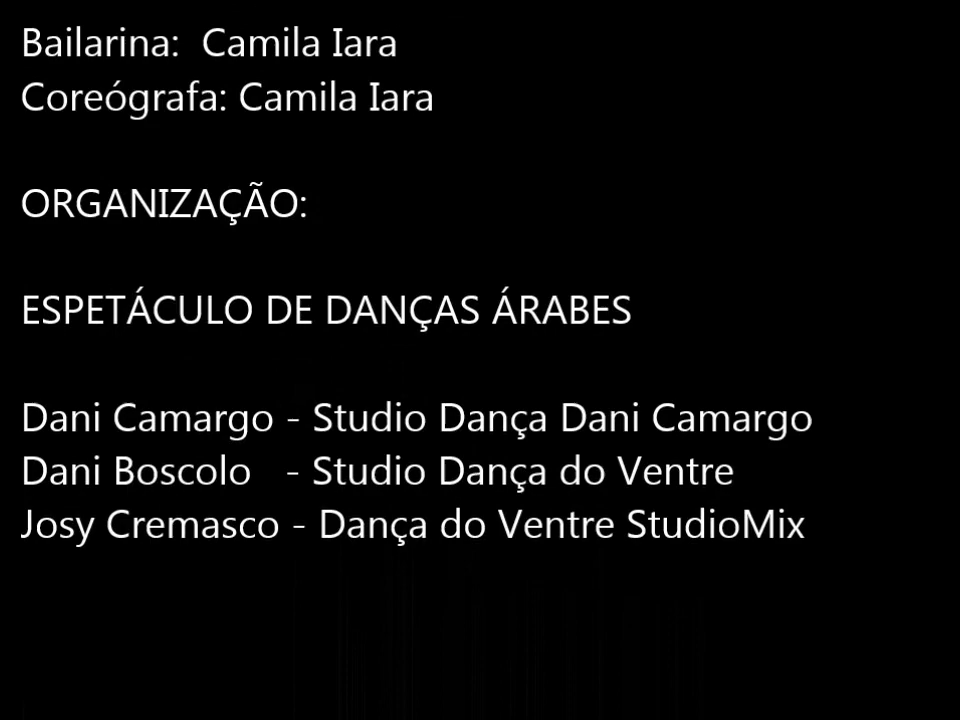 Bailarina:  Camila Iara
Coreógrafa: Camila Iara
ORGANIZAÇÃO:
ESPETÁCULO DE DANÇAS ÁRABES
Dani Camargo - Studio Dança Dani Camargo
Dani Boscolo   - Studio Dança do Ventre
Josy Cremasco - Dança do Ventre StudioMix